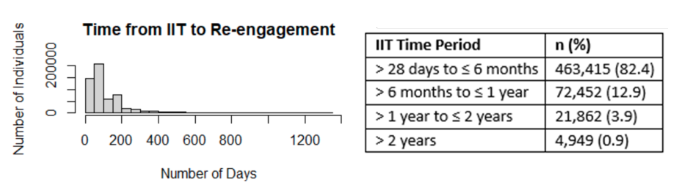 Time from IIT to Re-engagement
Number of Individuals
200000
0
0 200 400 600 800 1200
Number of Days
IIT Time Period n (%)
> 28 days to ≤ 6 months 463,415 (82.4)
> 6 months to ≤ 1 year 72,452 (12.9)
> 1 year to ≤ 2 years 21,862 (3.9)
> 2 years 4,949 (0.9)